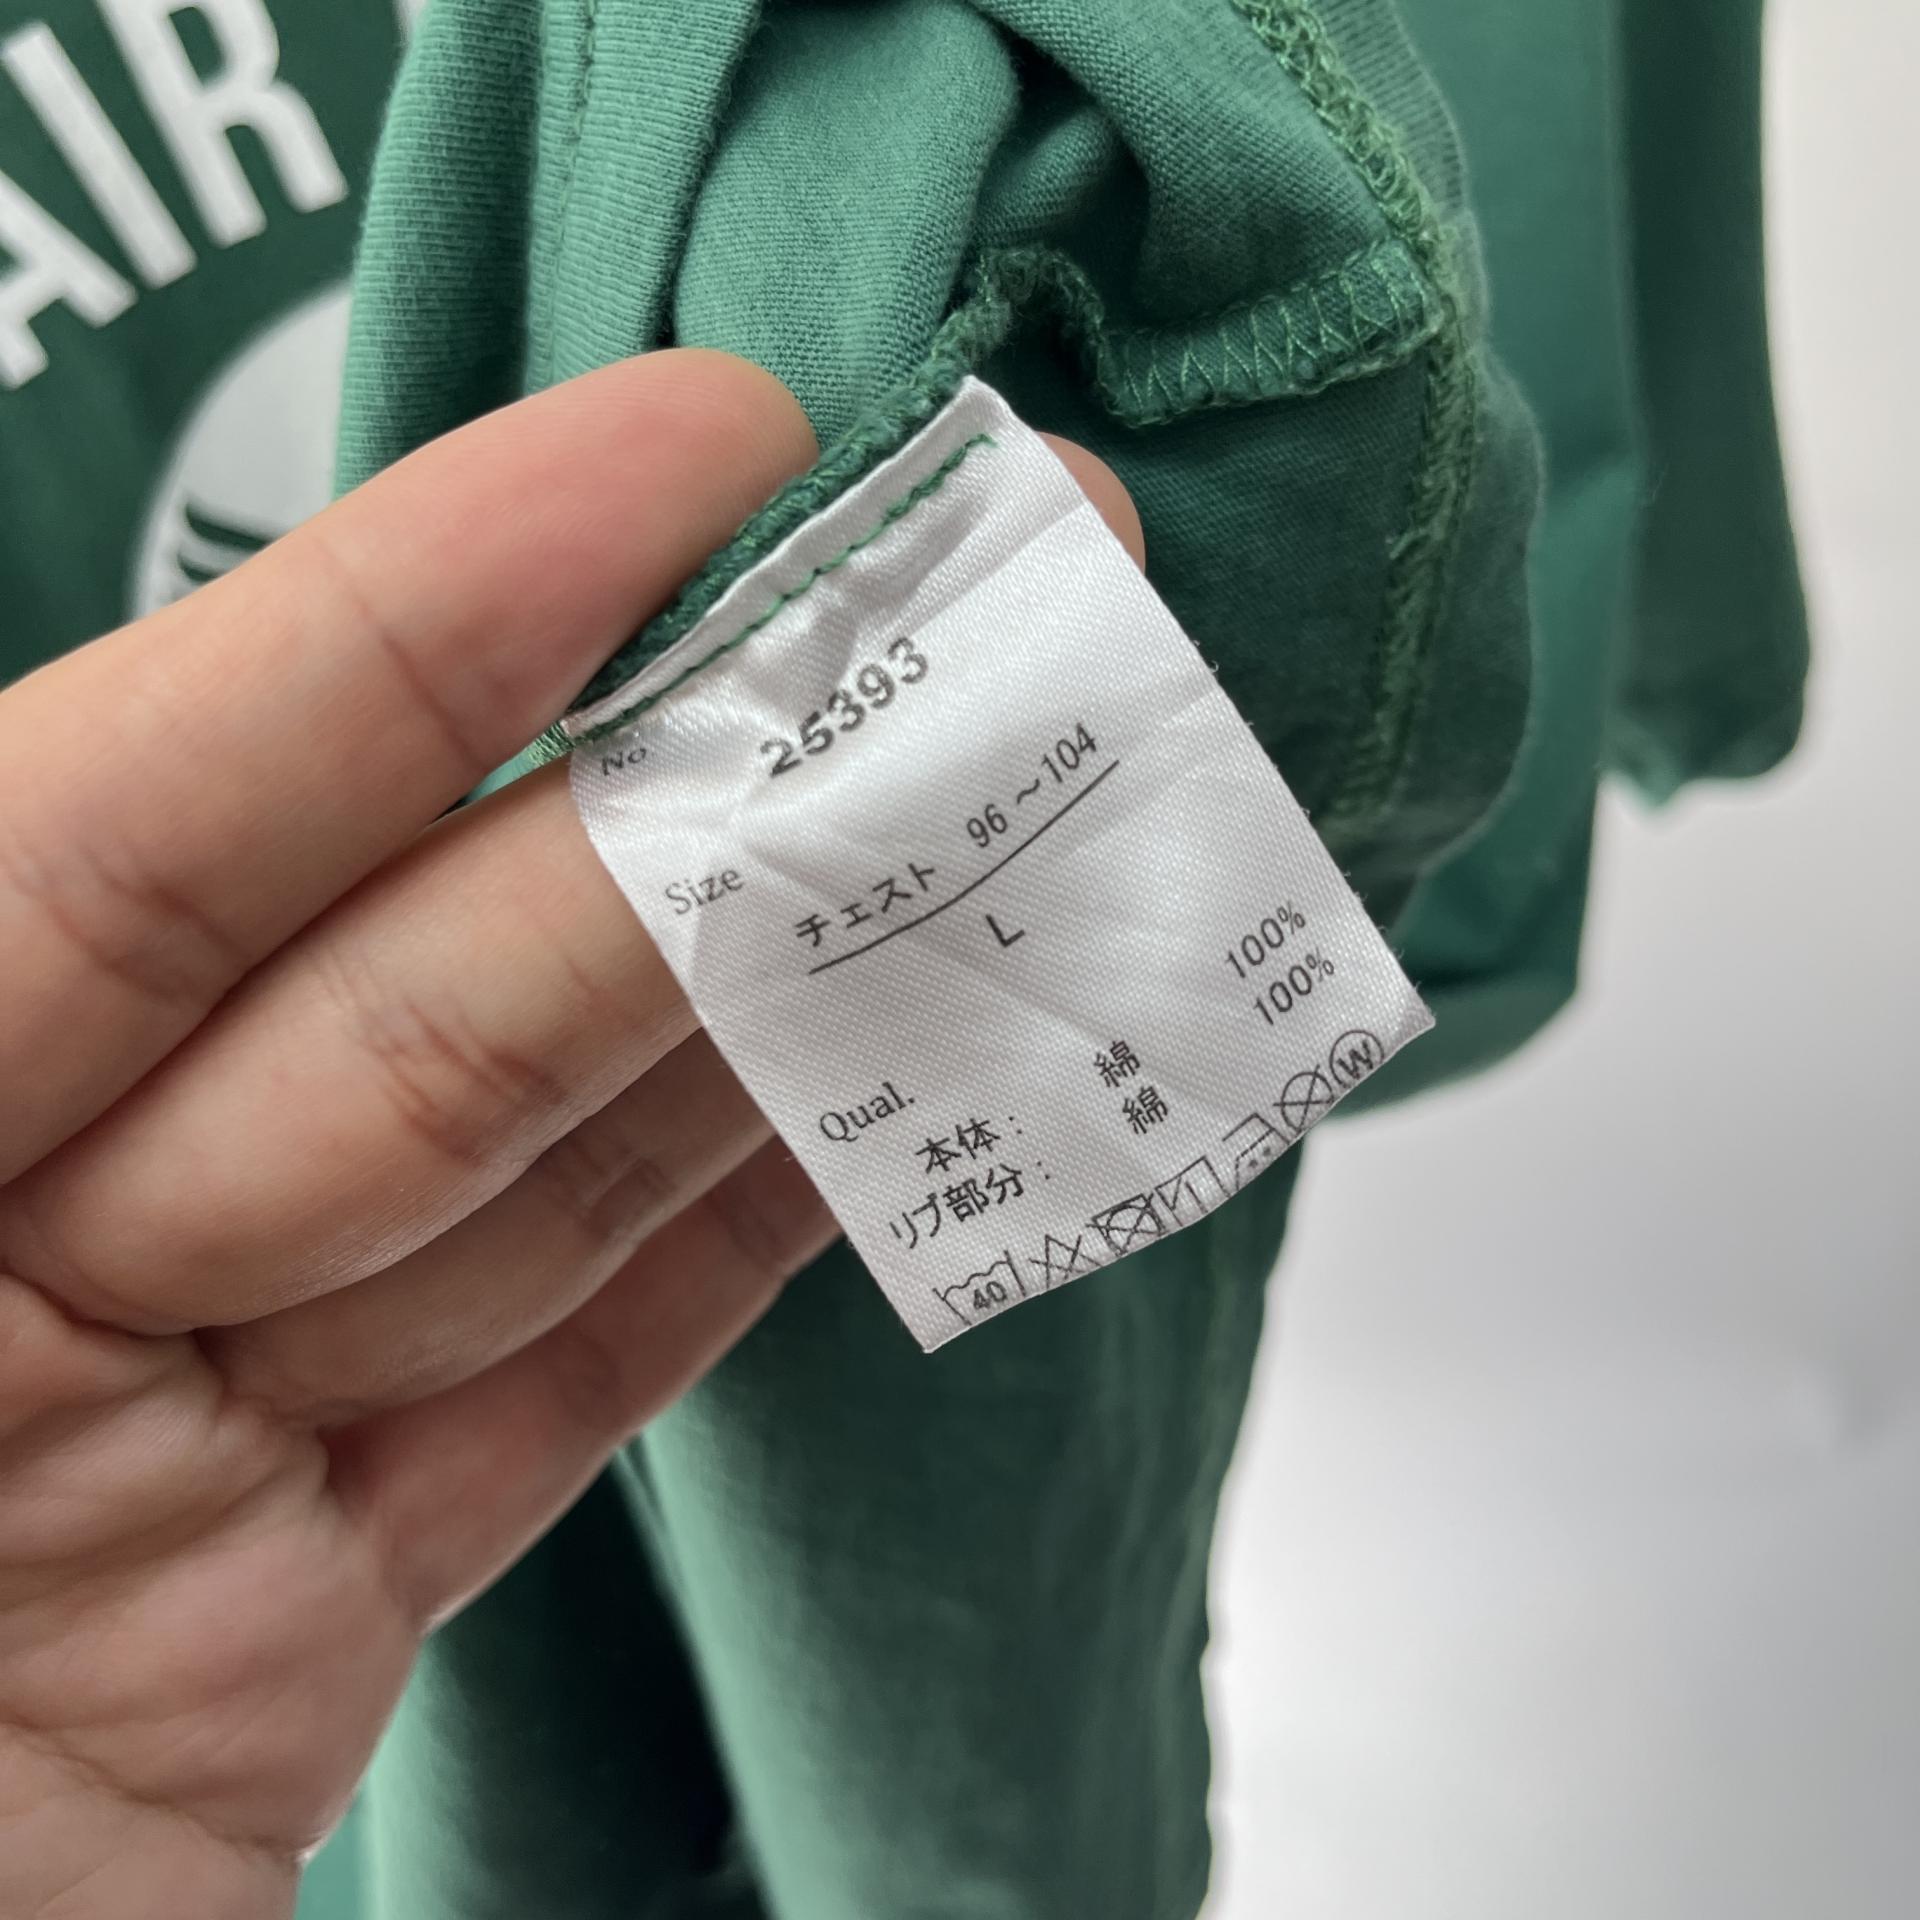 AIR
No 25393
Size チェスト 96～104
L
Qual.
本体： 綿 100%
リブ部分： 綿 100%
40 W